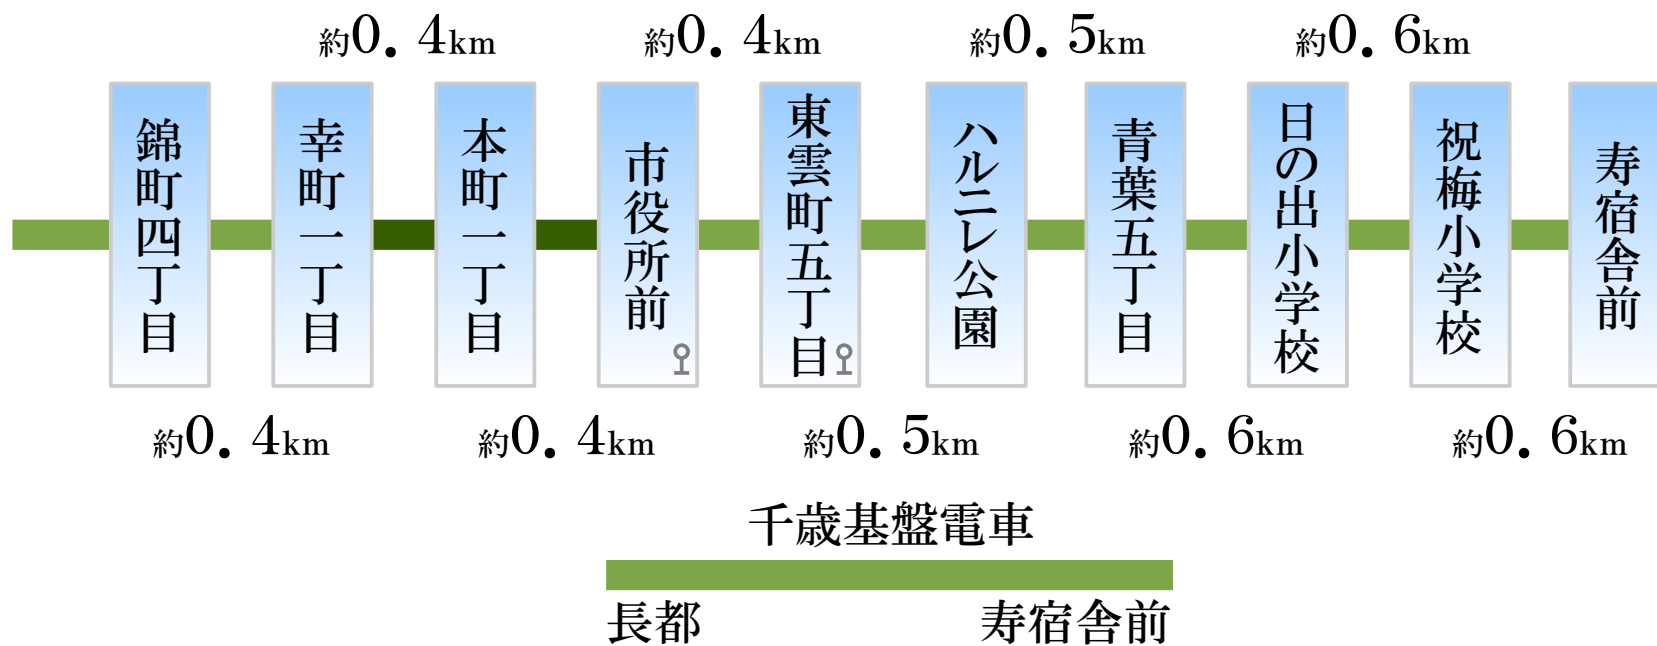 約0.4km
約0.4km
約0.5km
約0.6km
錦町四丁目
幸町一丁目
本町一丁目
市役所前
東雲町五丁目
ハルニレ公園
青葉五丁目
日の出小学校
祝梅小学校
寿宿舎前
約0.4km
約0.4km
約0.5km
約0.6km
約0.6km
千歳基盤電車
長都
寿宿舎前